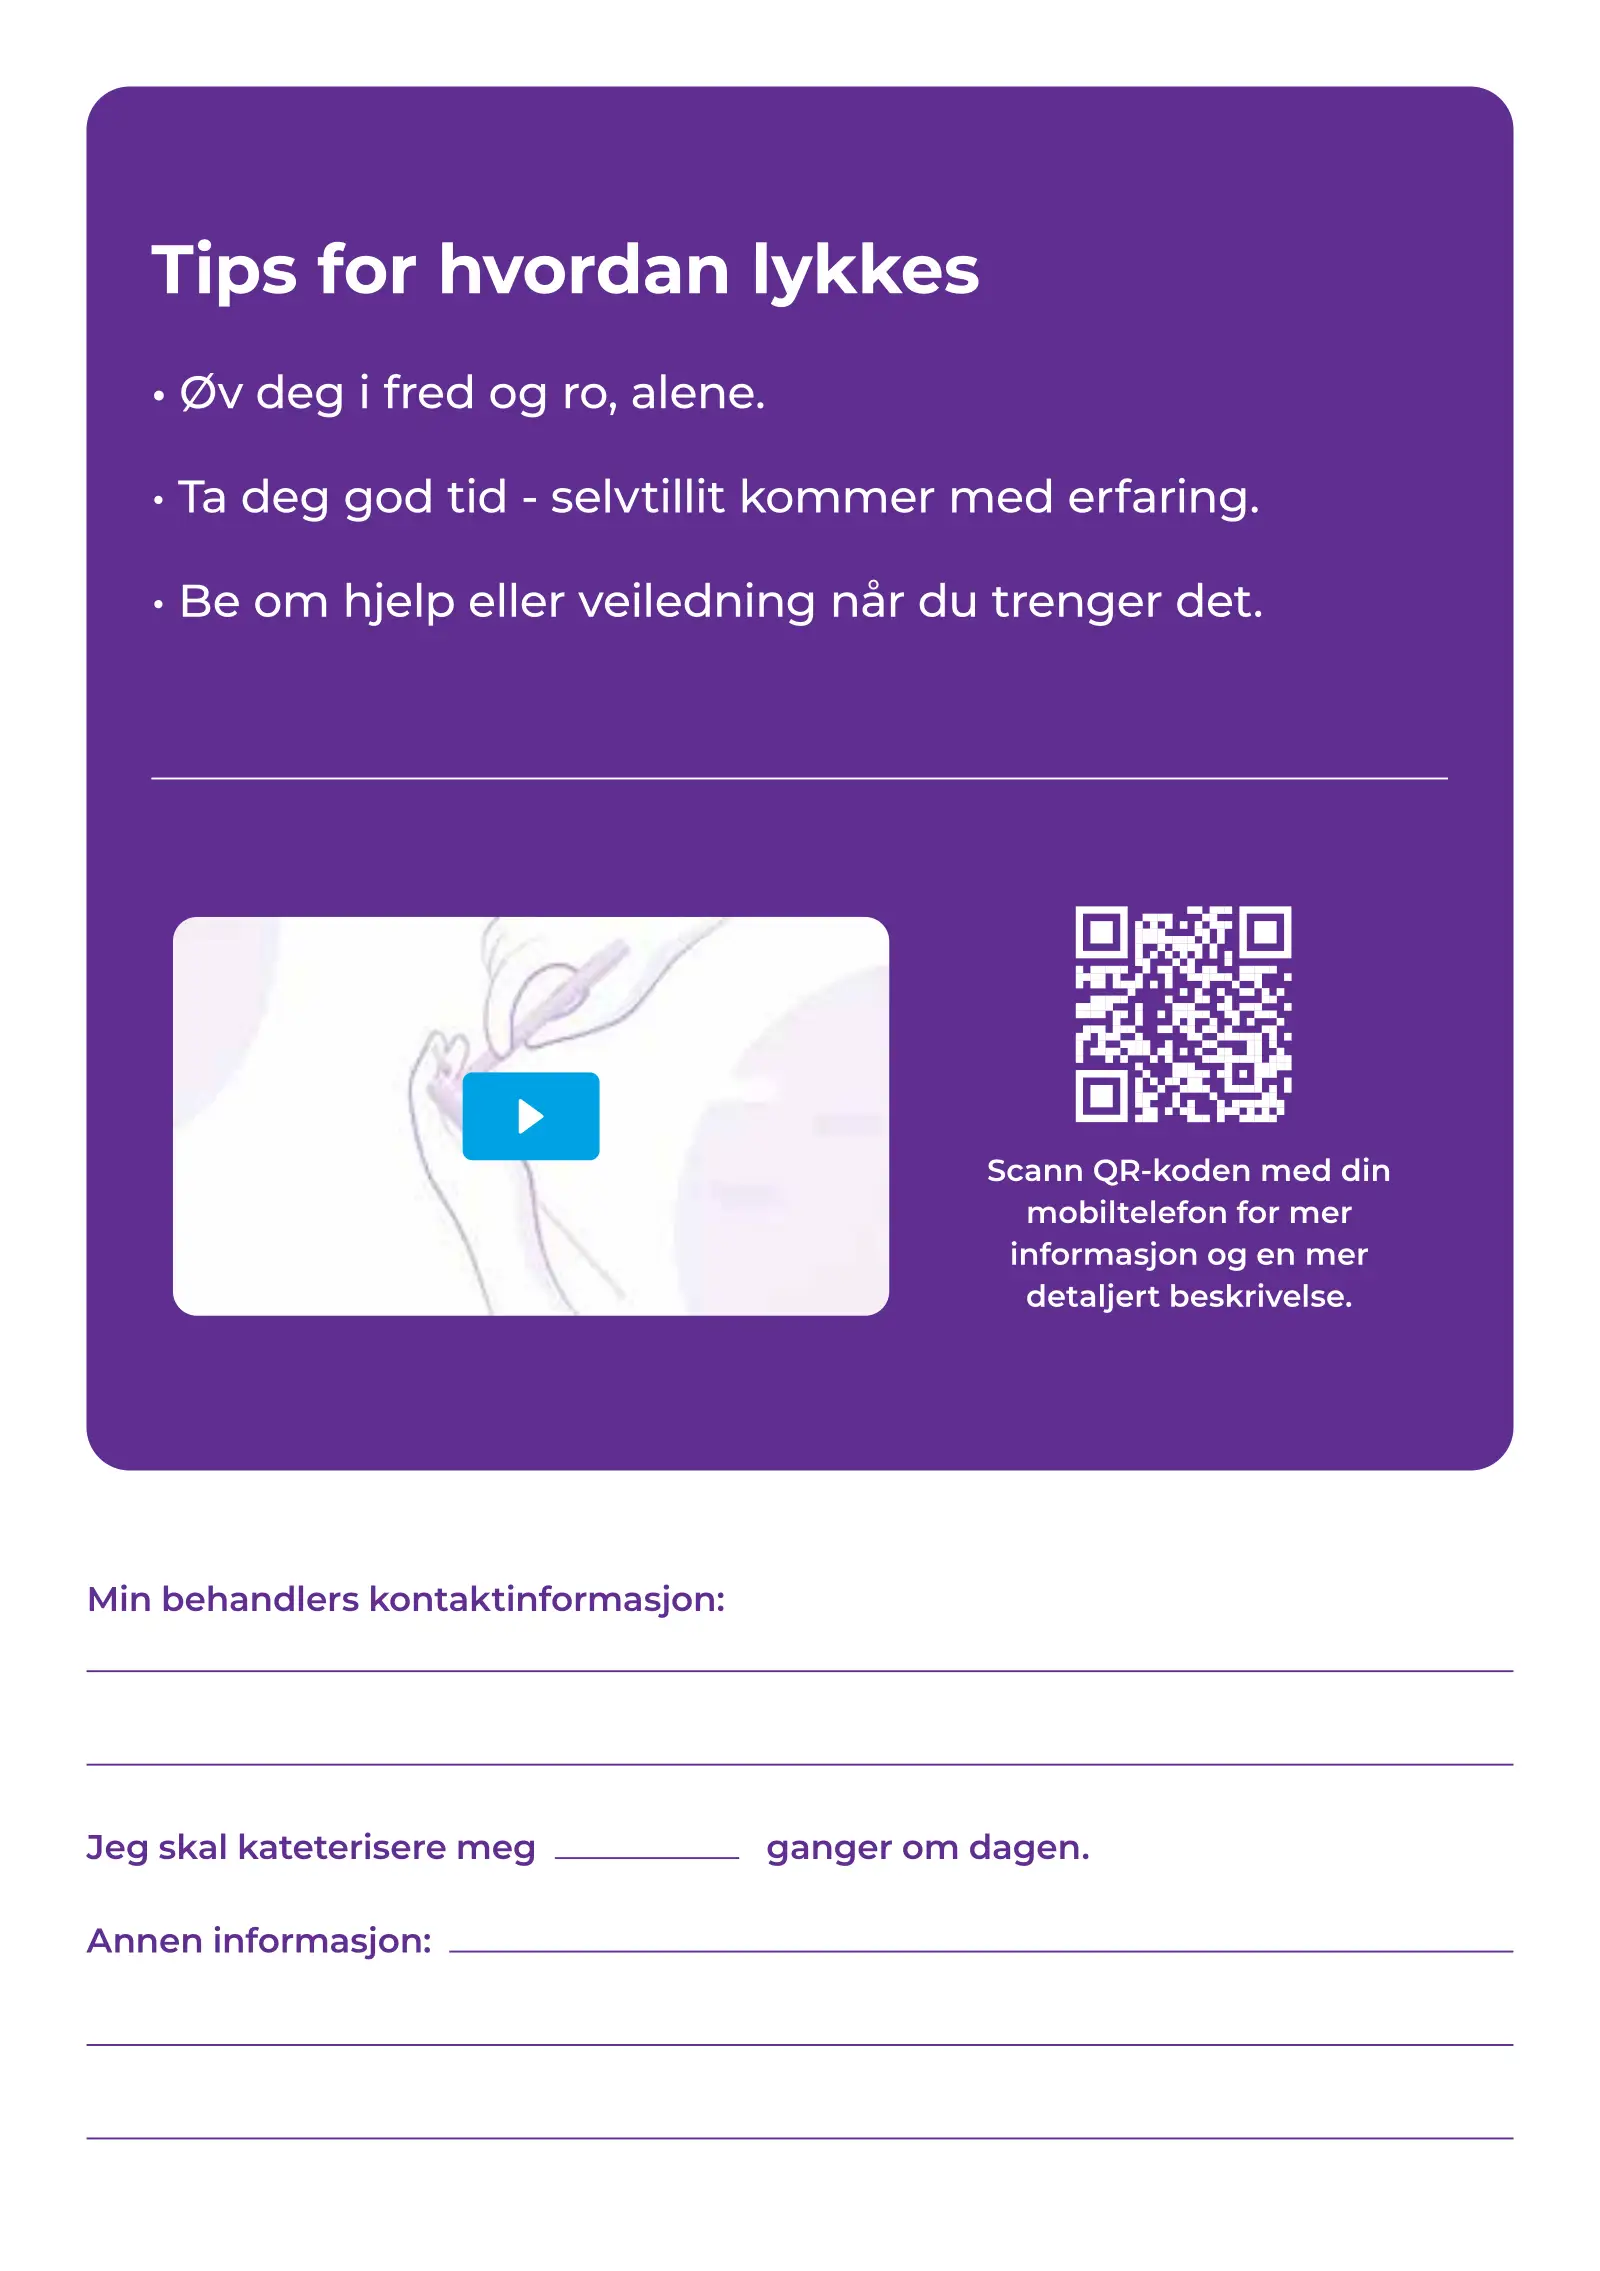 Tips for hvordan lykkes
• Øv deg i fred og ro, alene.
• Ta deg god tid - selvtillit kommer med erfaring.
• Be om hjelp eller veiledning når du trenger det.
Scann QR-koden med din
mobiltelefon for mer
informasjon og en mer
detaljert beskrivelse.
Min behandlers kontaktinformasjon:
Jeg skal kateterisere meg ganger om dagen.
Annen informasjon: